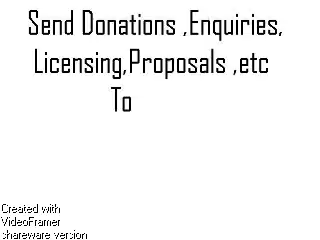 Send Donations ,Enquiries,
Licensing,Proposals ,etc
To
Created with
VideoFramer
shareware version